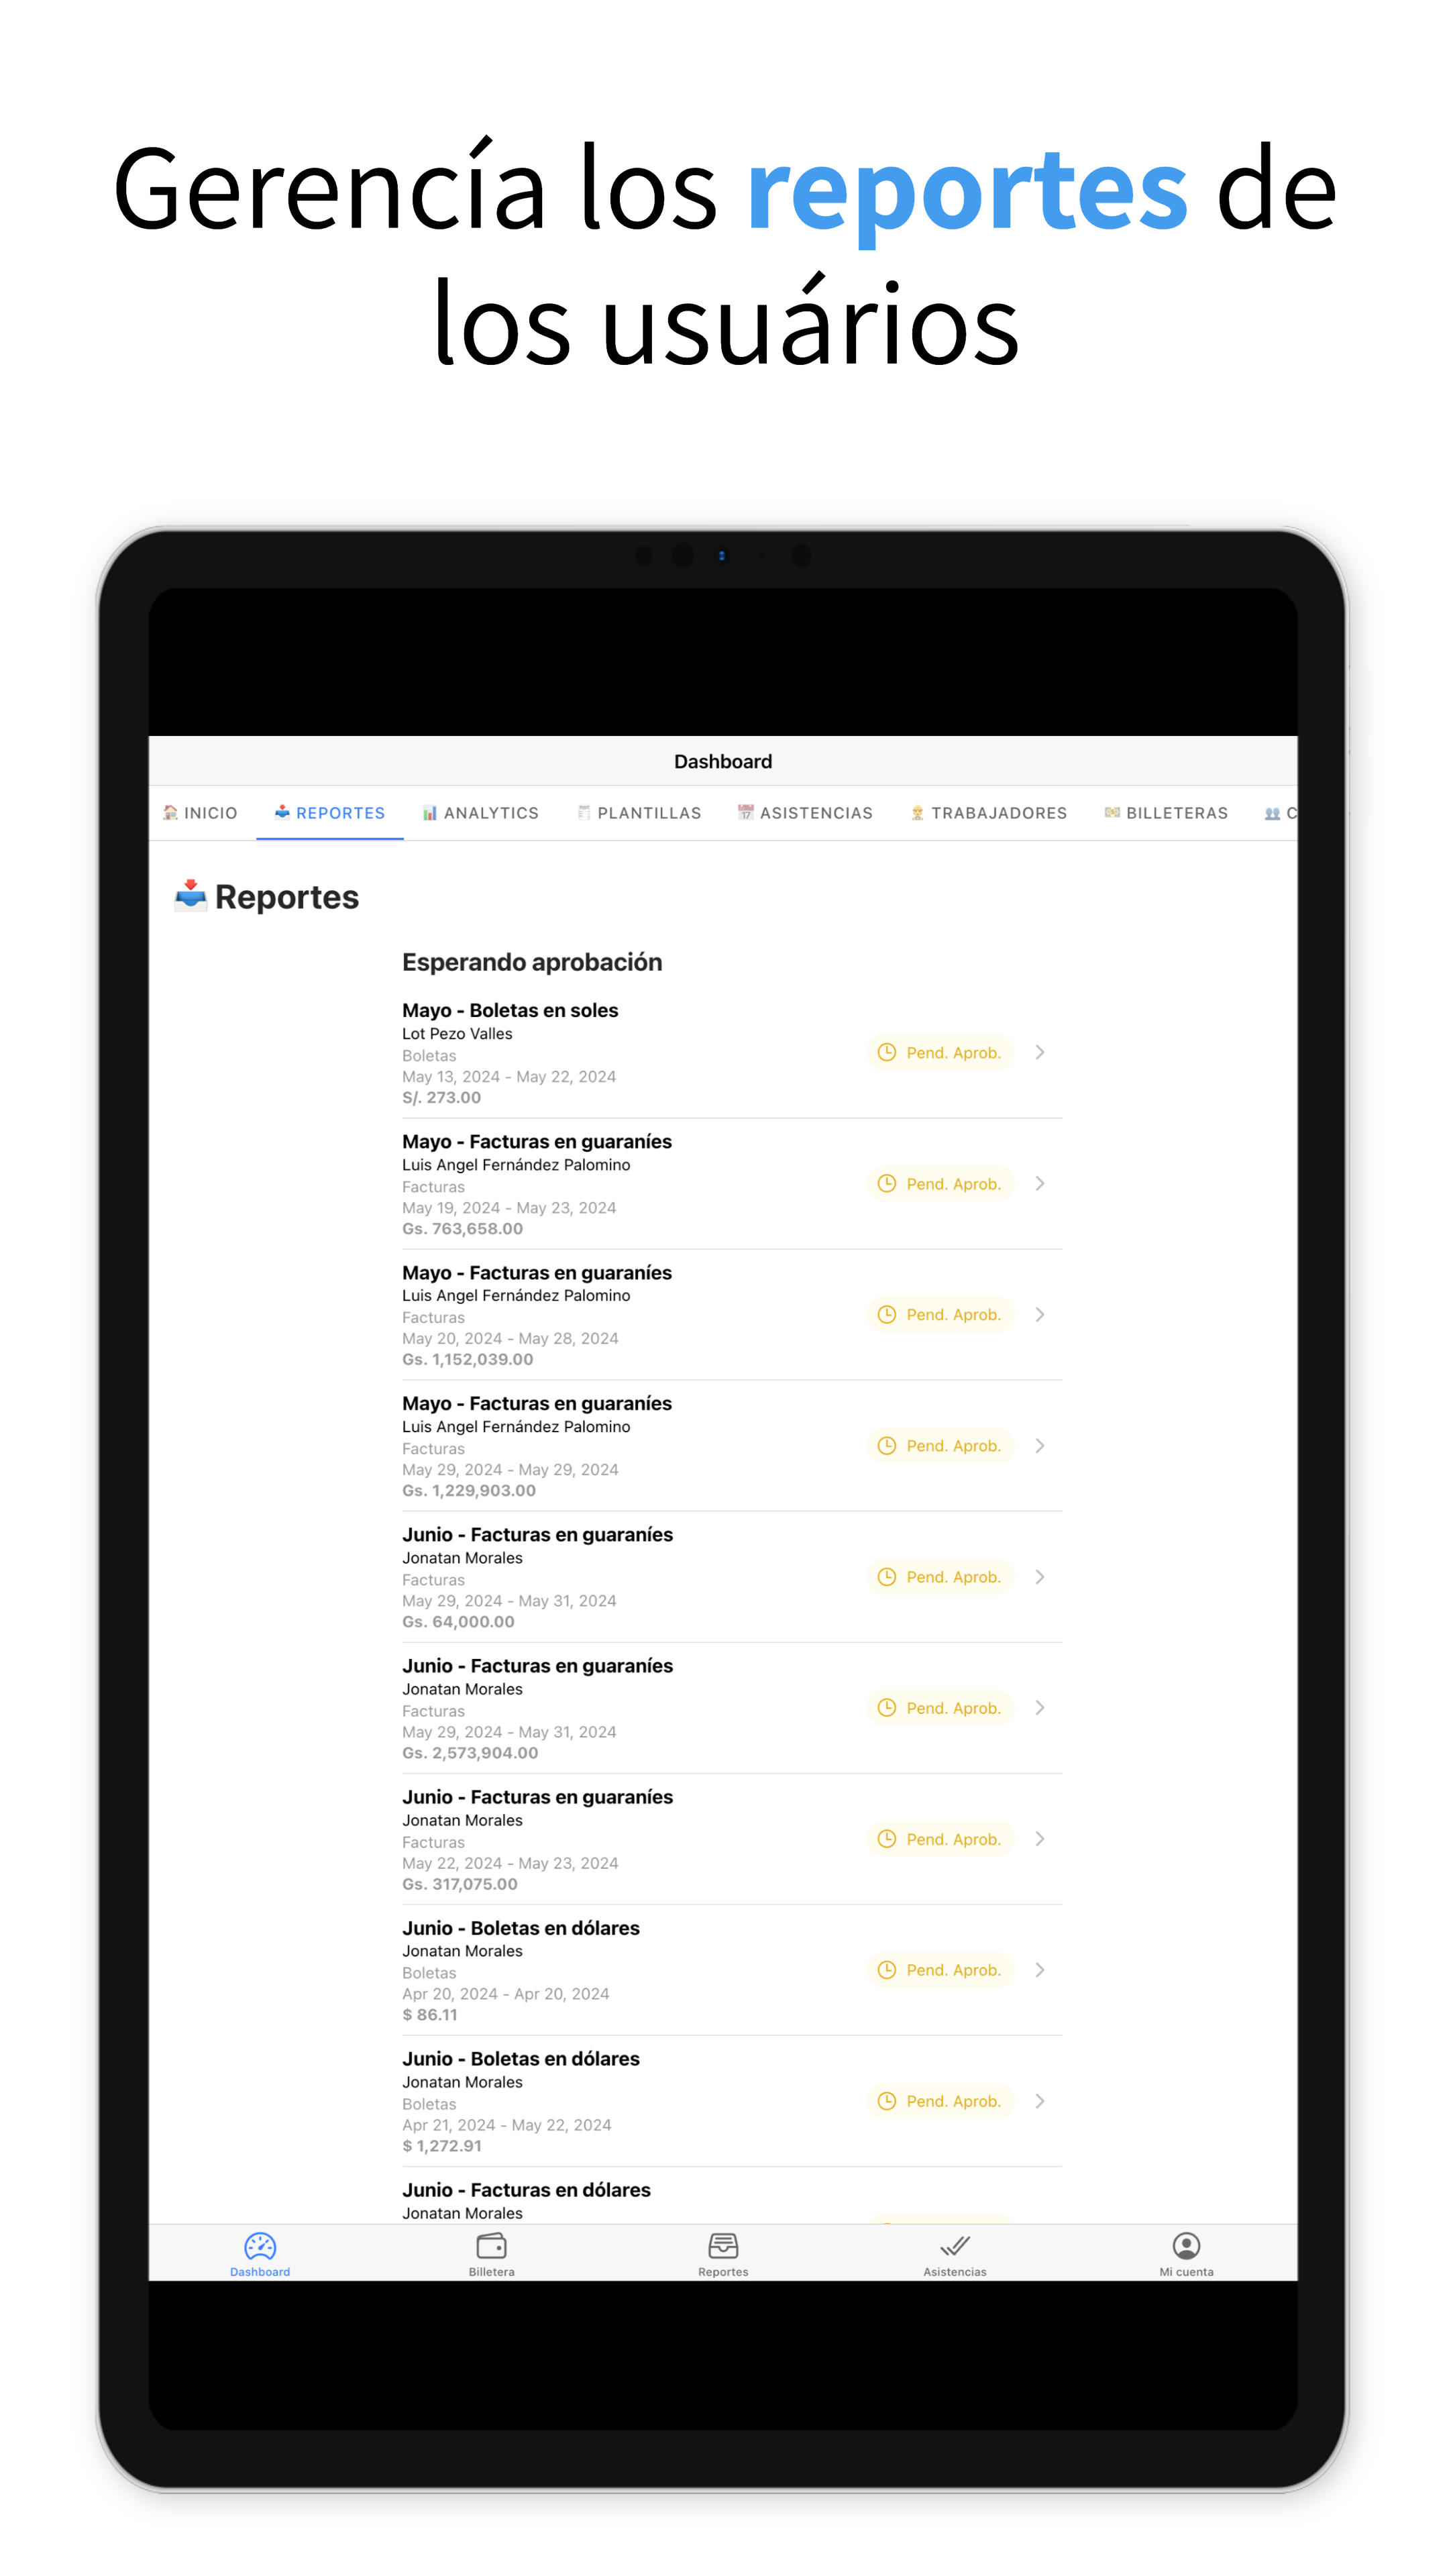 Gerencía los reportes de
los usuários
Dashboard
INICIO REPORTES ANALYTICS PLANTILLAS ASISTENCIAS TRABAJADORES BILLETERAS C
Reportes
Esperando aprobación
Mayo - Boletas en soles
Lot Pezo Valles
Boletas
May 13, 2024 - May 22, 2024
S/. 273.00
Pend. Aprob.
Mayo - Facturas en guaraníes
Luis Angel Fernández Palomino
Facturas
May 19, 2024 - May 23, 2024
Gs. 763,658.00
Pend. Aprob.
Mayo - Facturas en guaraníes
Luis Angel Fernández Palomino
Facturas
May 20, 2024 - May 28, 2024
Gs. 1,152,039.00
Pend. Aprob.
Mayo - Facturas en guaraníes
Luis Angel Fernández Palomino
Facturas
May 29, 2024 - May 29, 2024
Gs. 1,229,903.00
Pend. Aprob.
Junio - Facturas en guaraníes
Jonatan Morales
Facturas
May 29, 2024 - May 31, 2024
Gs. 64,000.00
Pend. Aprob.
Junio - Facturas en guaraníes
Jonatan Morales
Facturas
May 29, 2024 - May 31, 2024
Gs. 2,573,904.00
Pend. Aprob.
Junio - Facturas en guaraníes
Jonatan Morales
Facturas
May 22, 2024 - May 23, 2024
Gs. 317,075.00
Pend. Aprob.
Junio - Boletas en dólares
Jonatan Morales
Boletas
Apr 20, 2024 - Apr 20, 2024
$ 86.11
Pend. Aprob.
Junio - Boletas en dólares
Jonatan Morales
Boletas
Apr 21, 2024 - May 22, 2024
$ 1,272.91
Pend. Aprob.
Junio - Facturas en dólares
Jonatan Morales
Dashboard Billetera Reportes Asistencias Mi cuenta